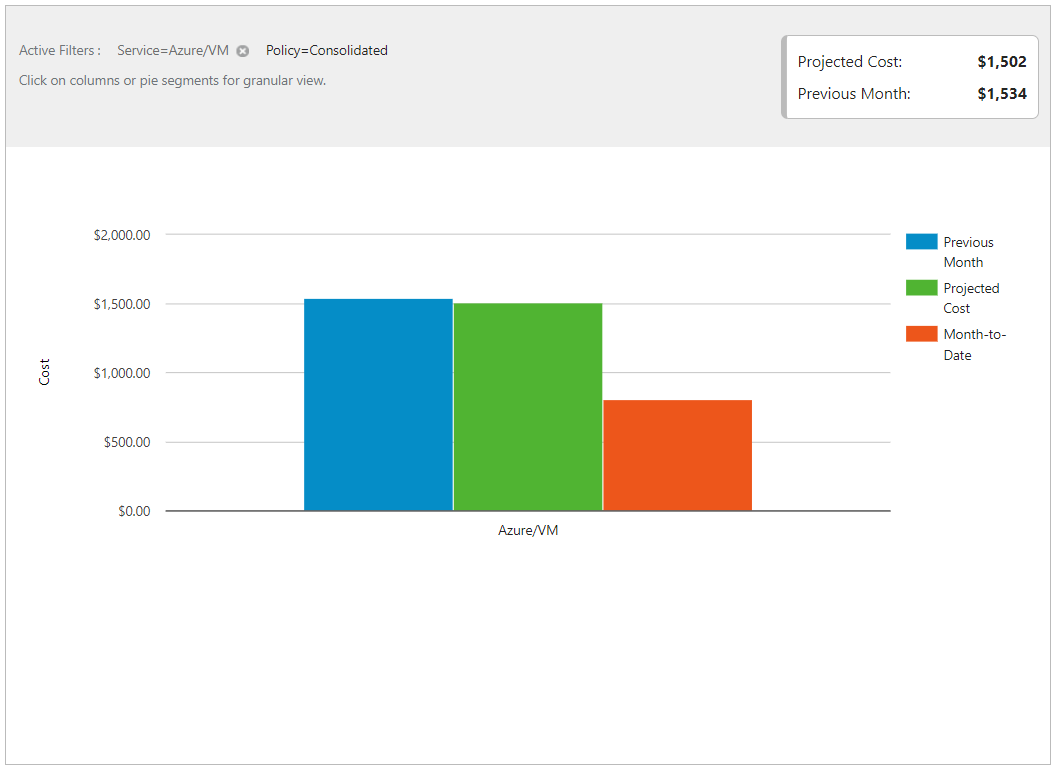 Active Filters : Service=Azure/VM Policy=Consolidated
Click on columns or pie segments for granular view.
Projected Cost: $1,502
Previous Month: $1,534
$2,000.00
$1,500.00
$1,000.00
$500.00
$0.00
Cost
Azure/VM
Previous
Month
Projected
Cost
Month-to-
Date